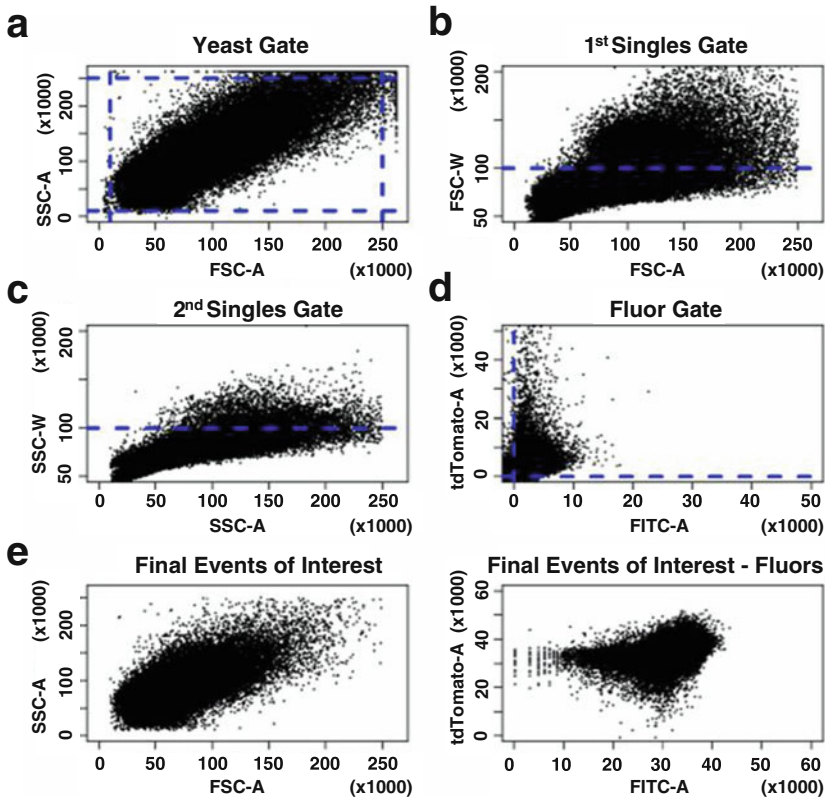 a
Yeast Gate
SSC-A (x1000)
0 100 200
0 50 100 150 200 250
FSC-A (x1000)
b
1st Singles Gate
FSC-W (x1000)
50 100 200
0 50 100 150 200 250
FSC-A (x1000)
c
2nd Singles Gate
SSC-W (x1000)
50 100 200
0 50 100 150 200 250
SSC-A (x1000)
d
Fluor Gate
tdTomato-A (x1000)
0 20 40
0 10 20 30 40 50
FITC-A (x1000)
e
Final Events of Interest
SSC-A (x1000)
0 100 200
0 50 100 150 200 250
FSC-A (x1000)
Final Events of Interest - Fluors
tdTomato-A (x1000)
0 20 40 60
0 10 20 30 40 50 60
FITC-A (x1000)